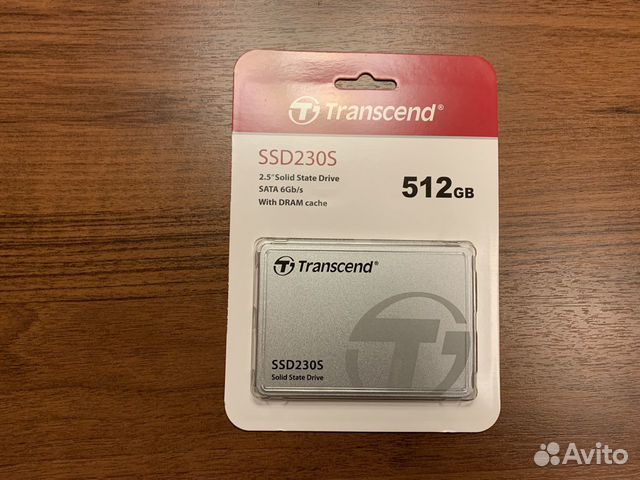 Transcend®
SSD230S
2.5" Solid State Drive
SATA 6Gb/s
With DRAM cache
512GB
Transcend®
SSD230S
Solid State Drive
Avito